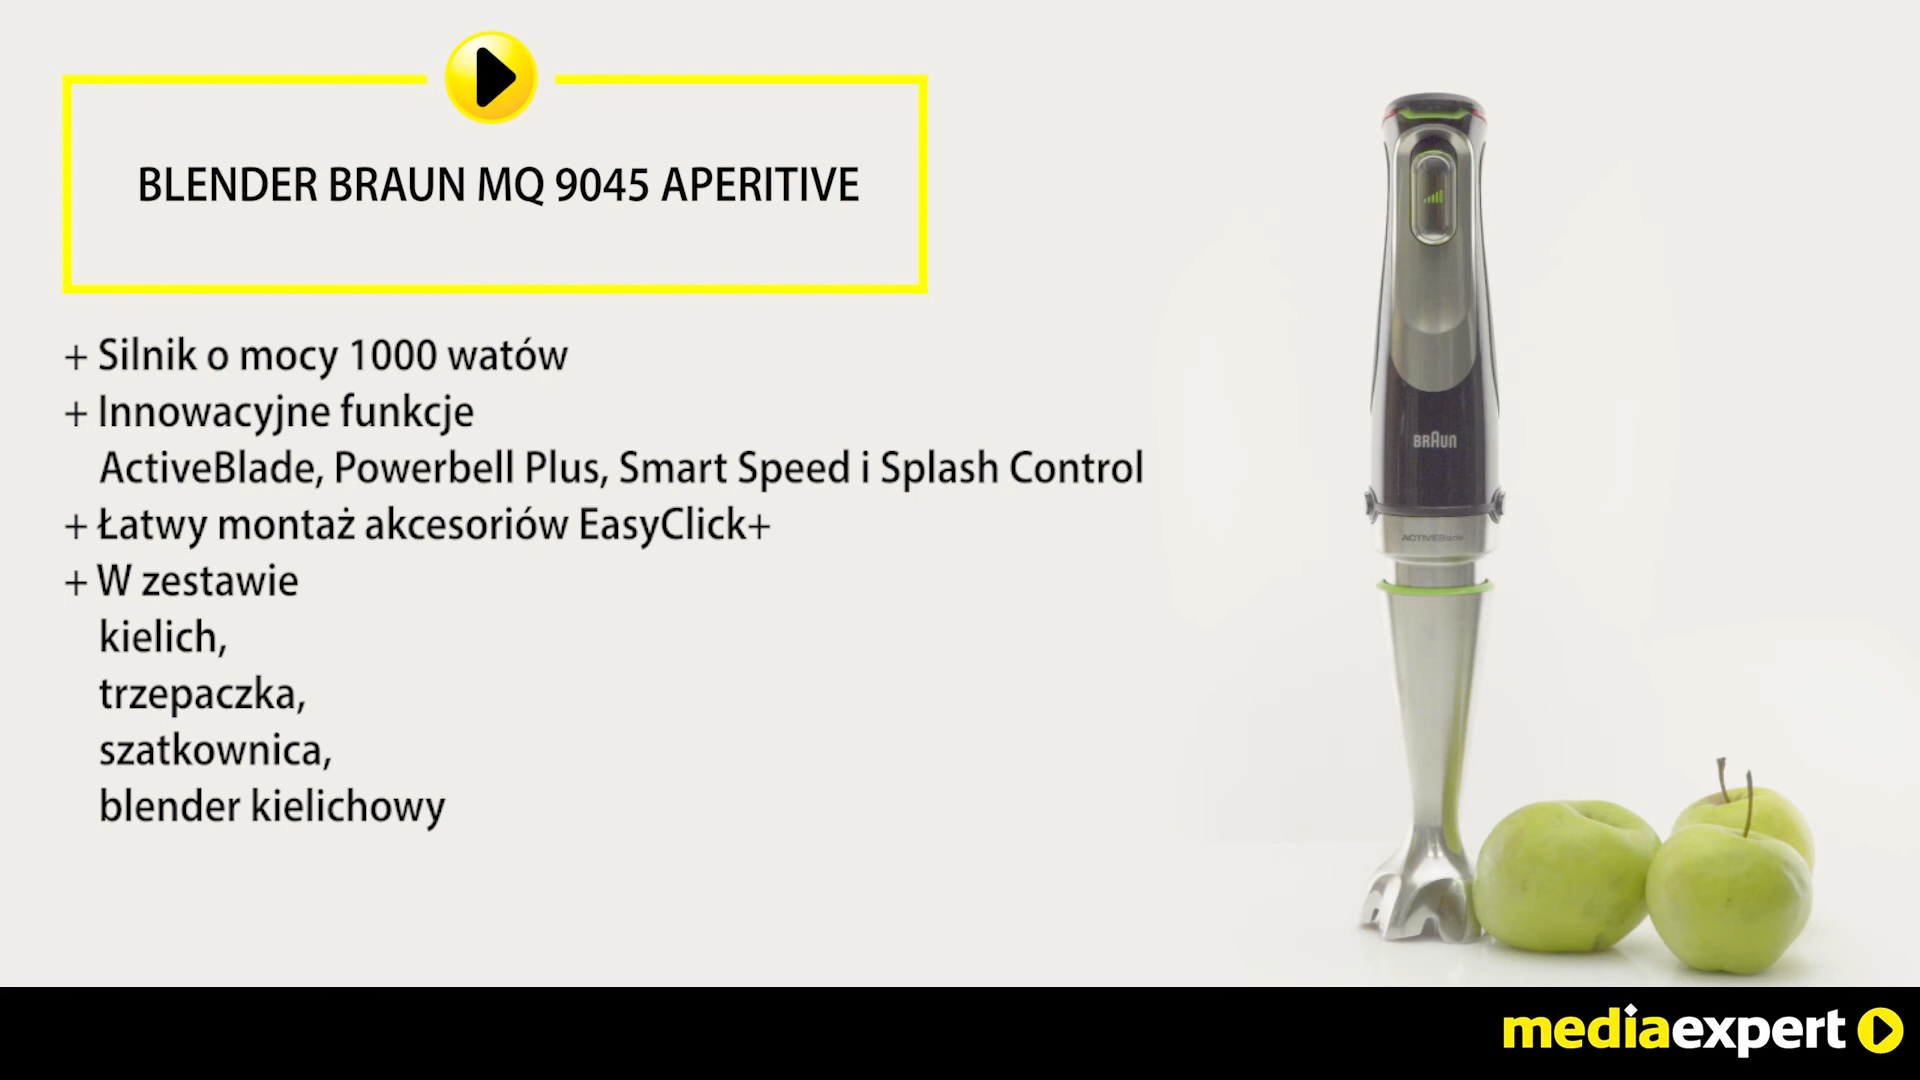 BLENDER BRAUN MQ 9045 APERITIVE
+ Silnik o mocy 1000 watów
+ Innowacyjne funkcje
ActiveBlade, Powerbell Plus, Smart Speed i Splash Control
+ Łatwy montaż akcesoriów EasyClick+
+ W zestawie
kielich,
trzepaczka,
szatkownica,
blender kielichowy
BRAUN
ACTIVEBlade
mediaexpert